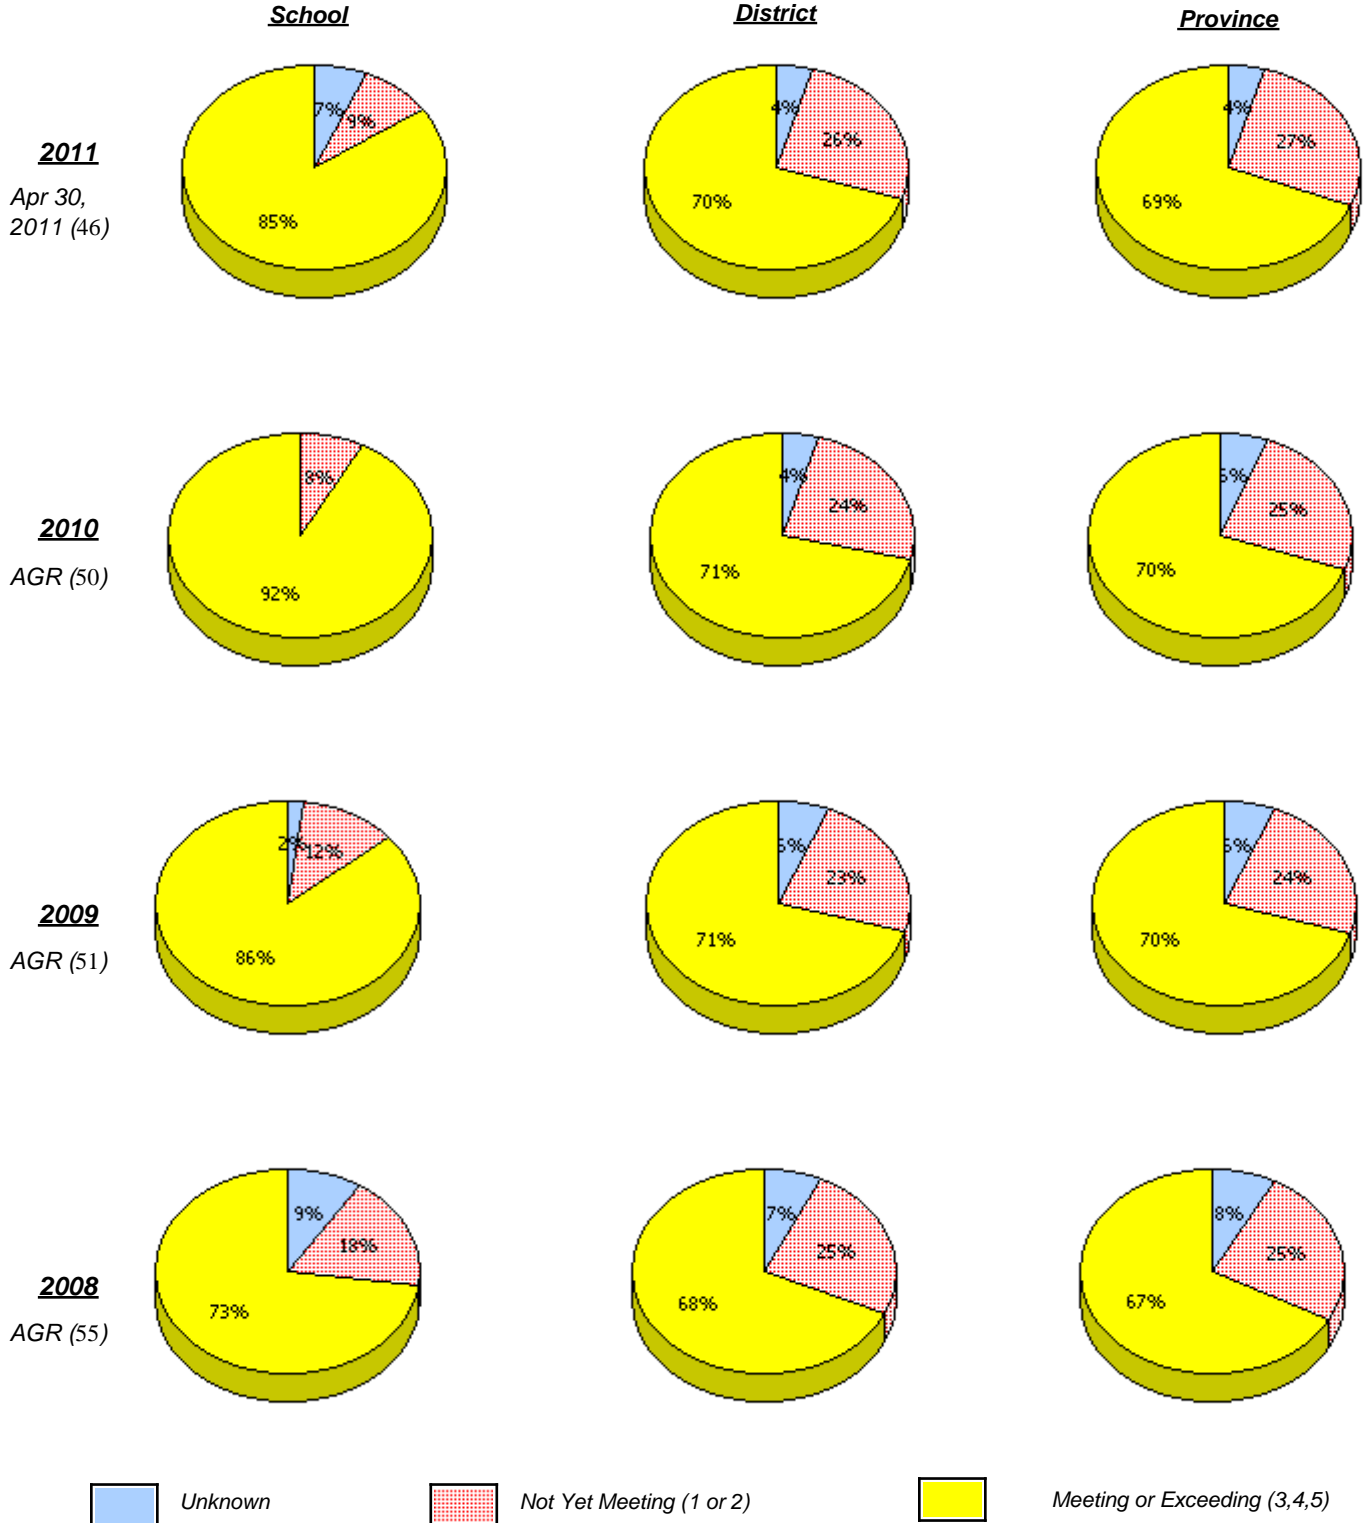 School District Province
7% 9% 85% 4% 26% 70% 4% 27% 69%
2011
Apr 30,
2011 (46)
8% 92% 4% 24% 71% 25% 70%
2010
AGR (50)
2% 12% 86% 23% 71% 24% 70%
2009
AGR (51)
9% 18% 73% 7% 25% 68% 8% 25% 67%
2008
AGR (55)
Unknown Not Yet Meeting (1 or 2) Meeting or Exceeding (3,4,5)